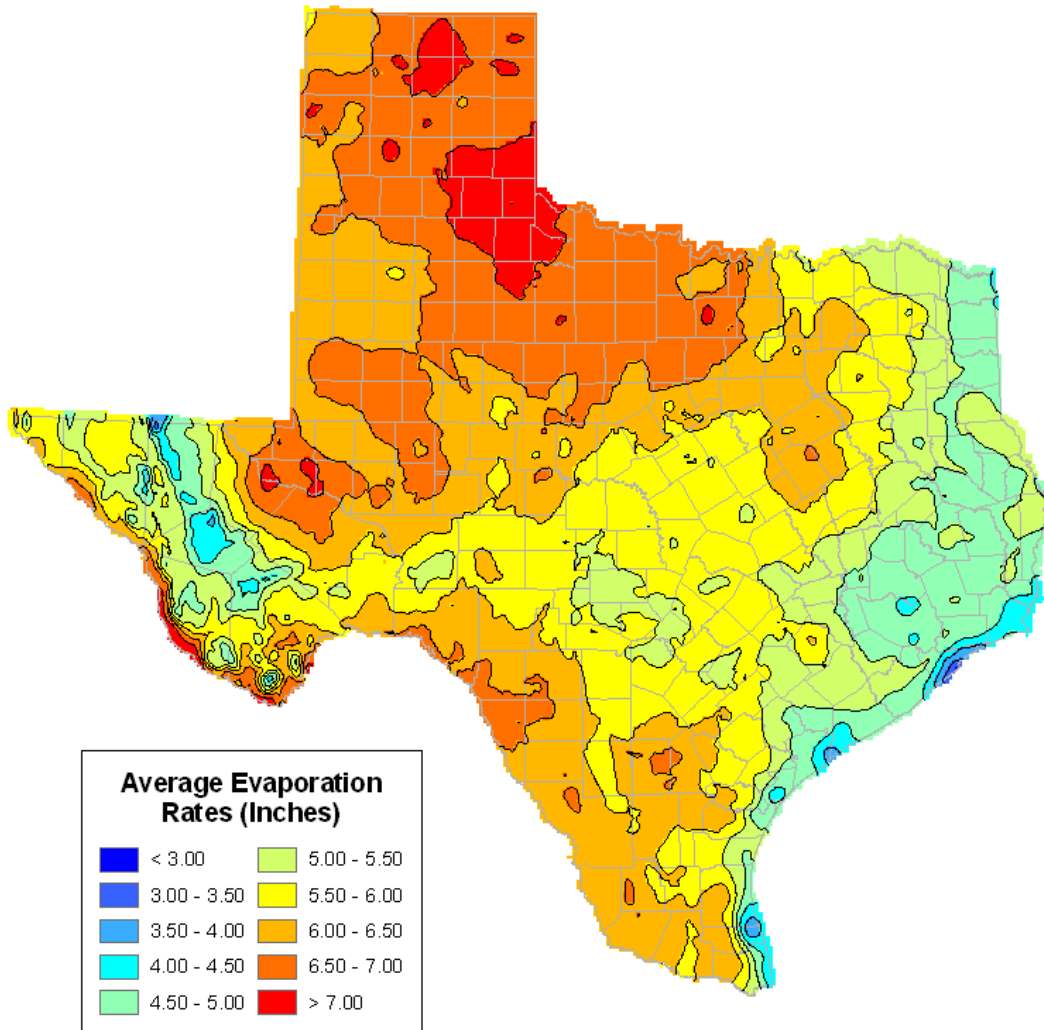 Average Evaporation
Rates (Inches)
< 3.00
3.00 - 3.50
3.50 - 4.00
4.00 - 4.50
4.50 - 5.00
5.00 - 5.50
5.50 - 6.00
6.00 - 6.50
6.50 - 7.00
> 7.00